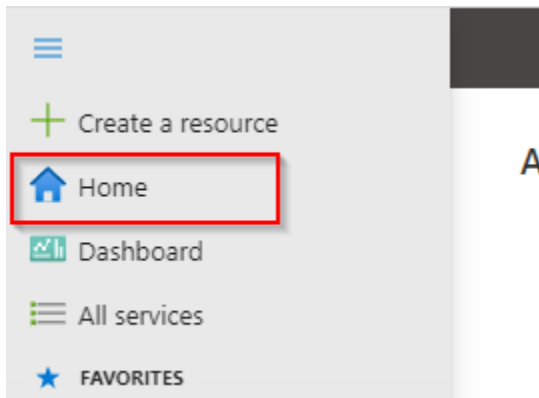 Create a resource
A
Home
Dashboard
All services
FAVORITES